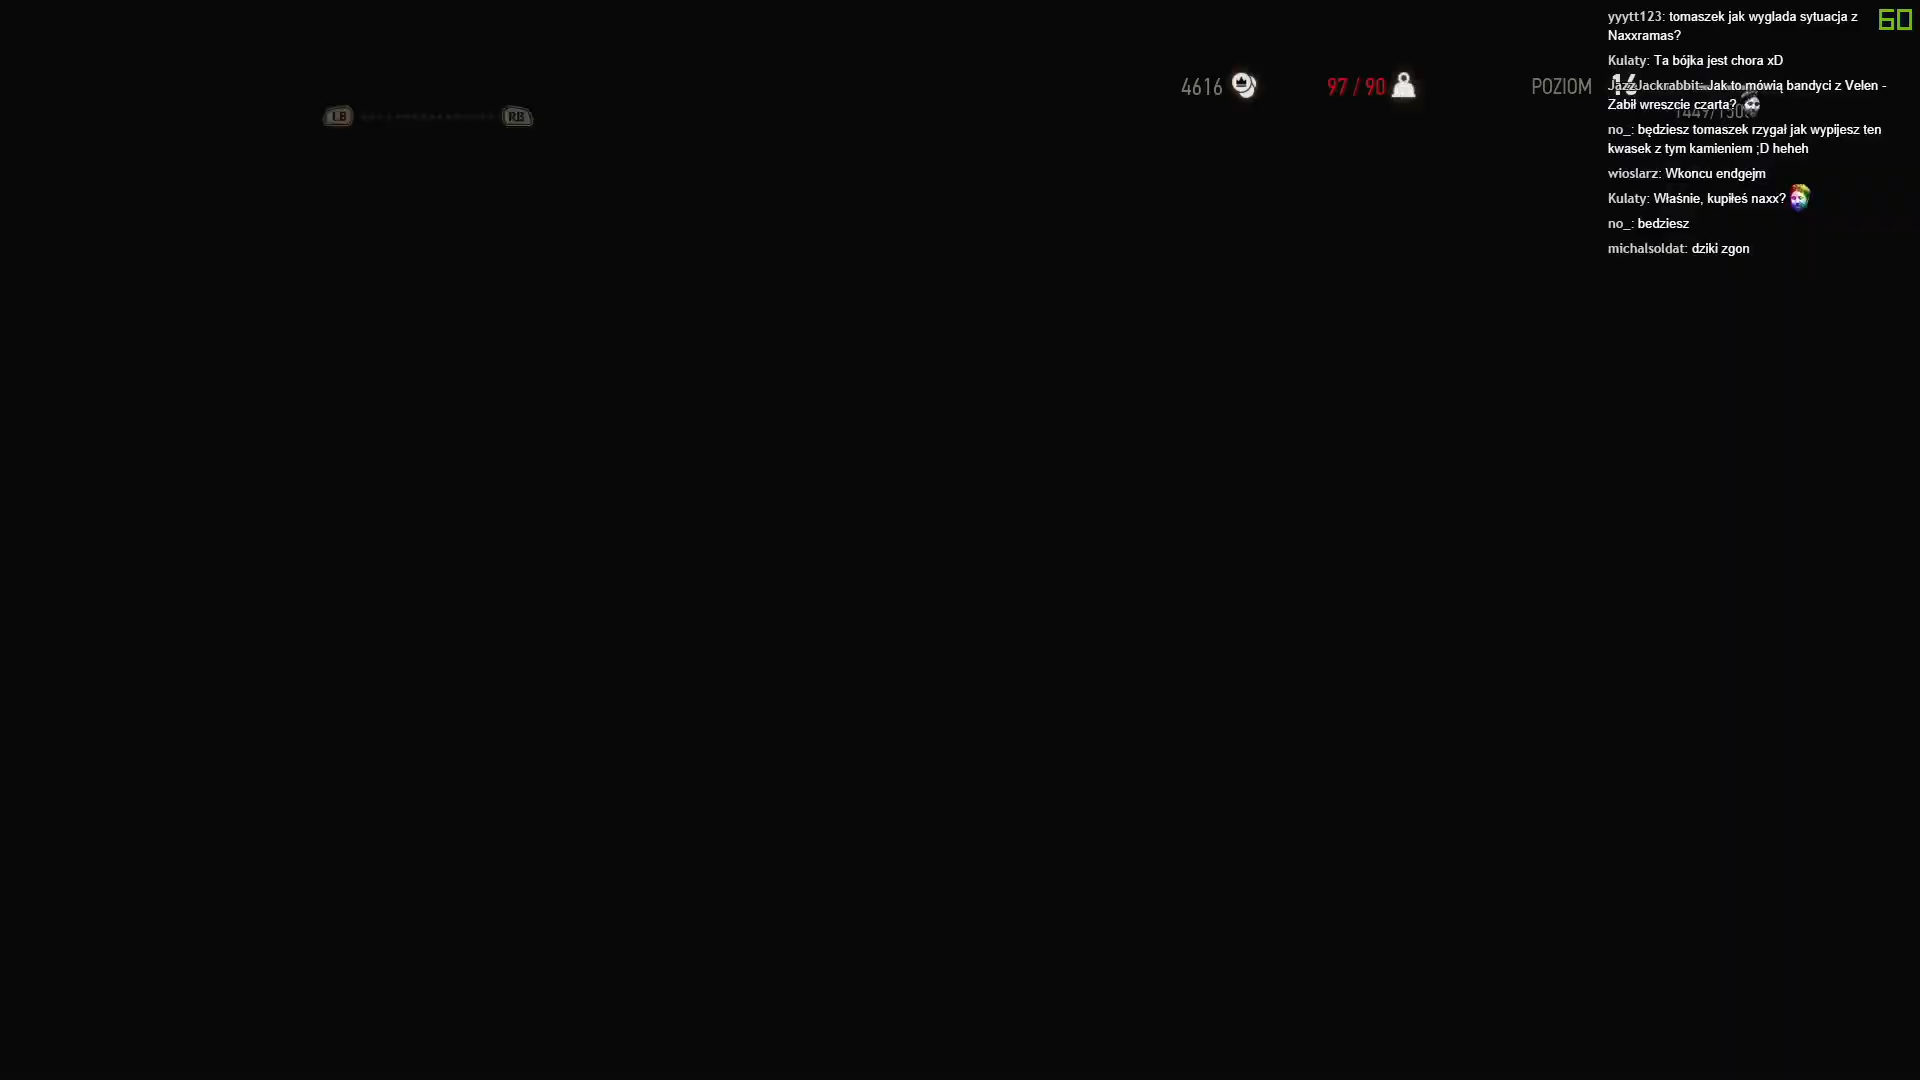 yyytt123: tomaszek jak wyglada sytuacja z
Naxxramas?
60
Kulaty: Ta bójka jest chora xD
4616
97 / 90
POZIOM 16
JazzJackrabbit: Jak to mówią bandyci z Velen -
Zabił wreszcie czarta?
LB
RB
no_: będziesz tomaszek rzygał jak wypijesz ten
kwasek z tym kamieniem ;D heheh
wioslarz: Wkoncu endgejm
Kulaty: Właśnie, kupiłeś naxx?
no_: bedziesz
michalsoldat: dziki zgon